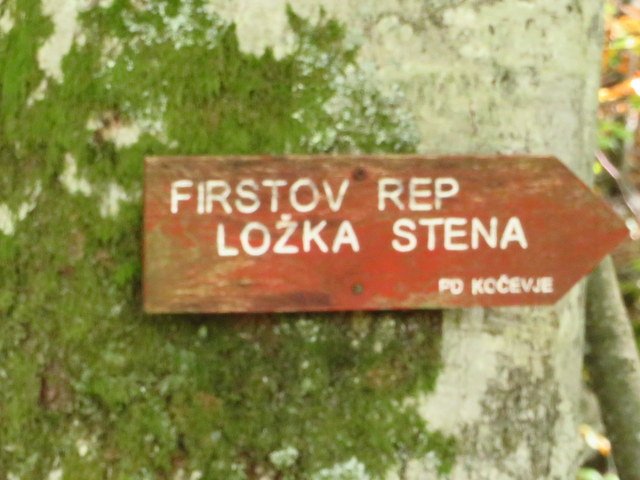 FIRSTOV REP
LOŽKA STENA
PD KOČEVJE